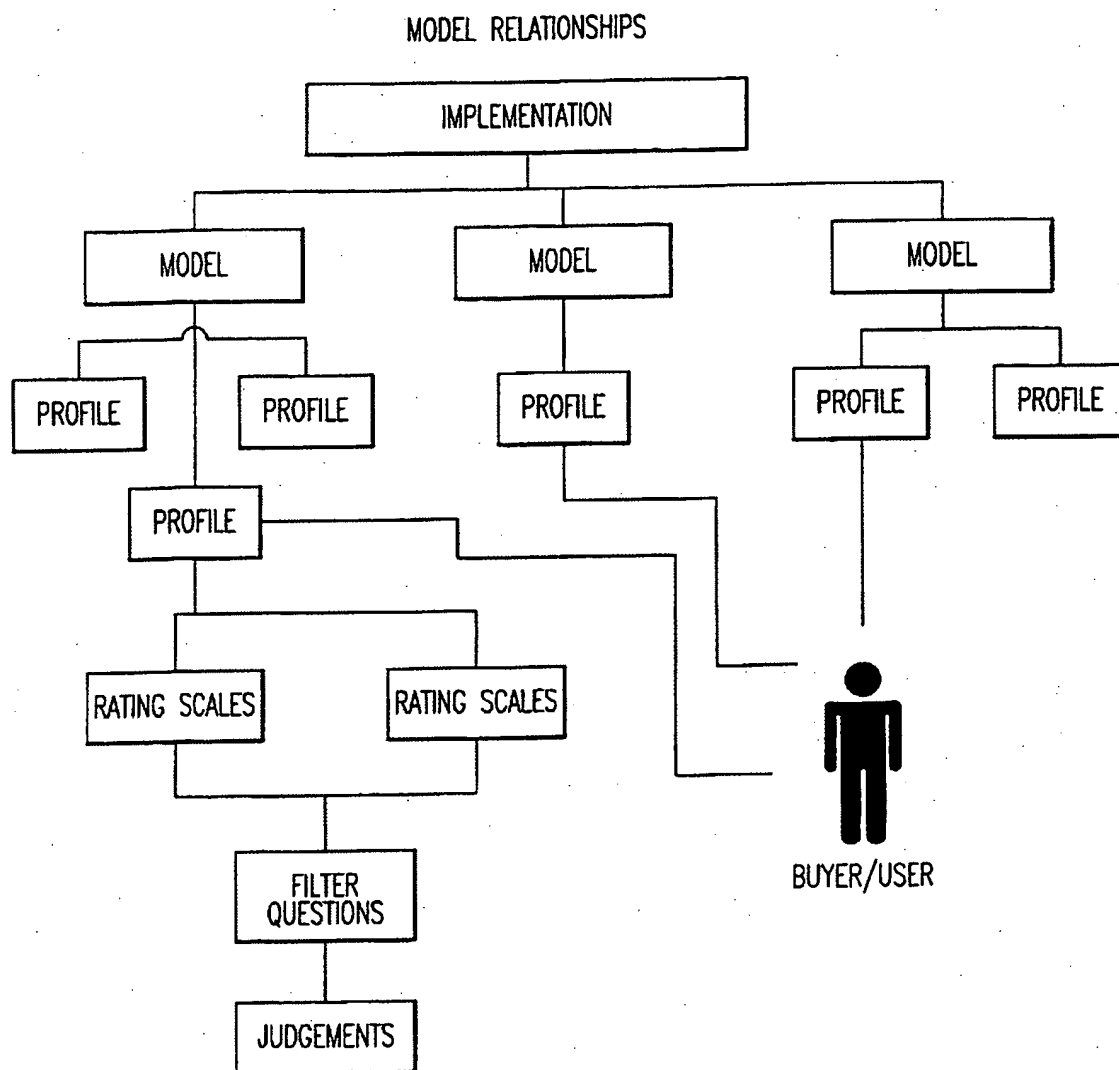 MODEL RELATIONSHIPS
IMPLEMENTATION
MODEL
MODEL
MODEL
PROFILE
PROFILE
PROFILE
PROFILE
PROFILE
PROFILE
RATING SCALES
RATING SCALES
FILTER
QUESTIONS
BUYER/USER
JUDGEMENTS